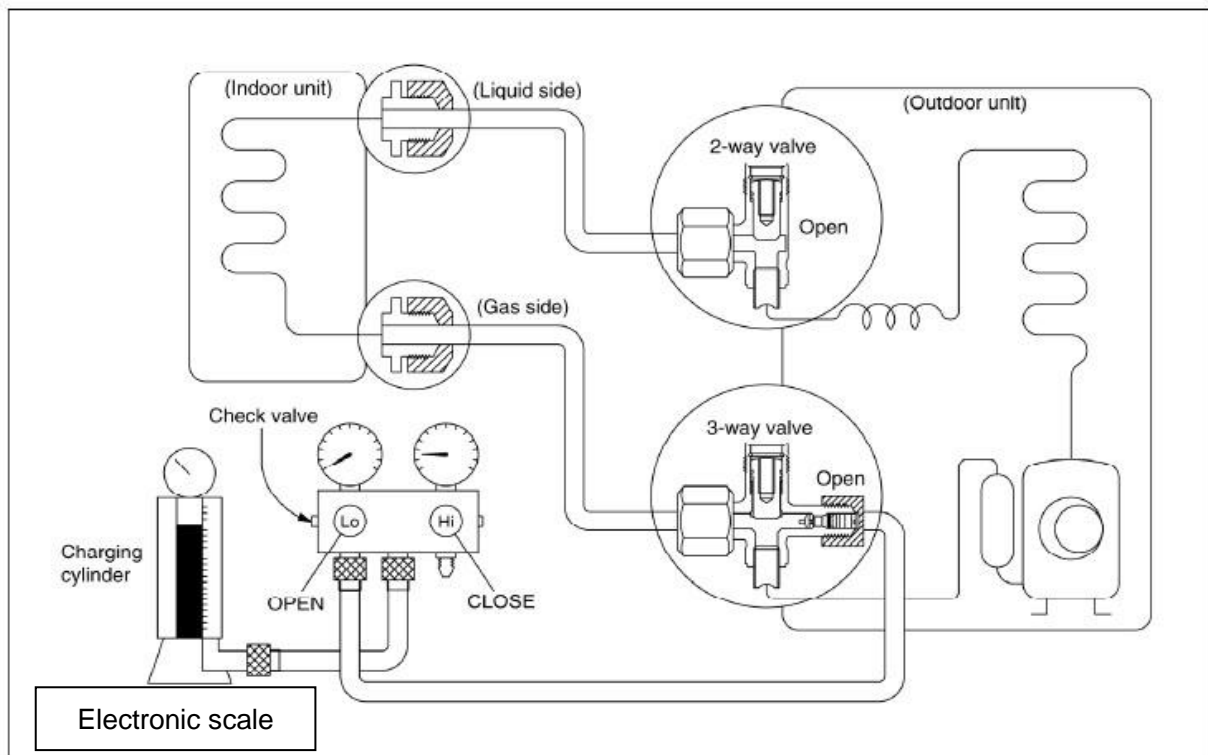 (Indoor unit)
(Liquid side)
(Outdoor unit)
2-way valve
Open
(Gas side)
3-way valve
Open
Check valve
Lo
Hi
Charging
cylinder
OPEN
CLOSE
Electronic scale